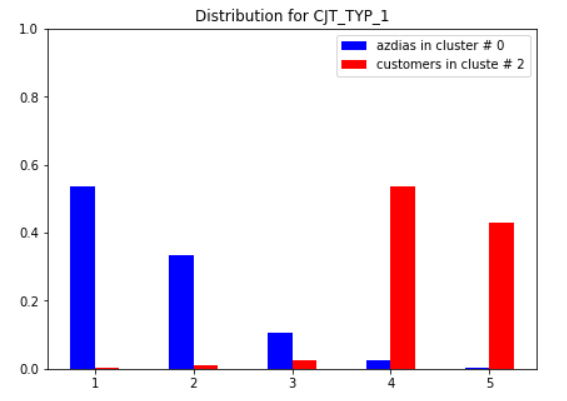 Distribution for CJT_TYP_1
azdias in cluster # 0
customers in cluste # 2
1.0
0.8
0.6
0.4
0.2
0.0
1 2 3 4 5